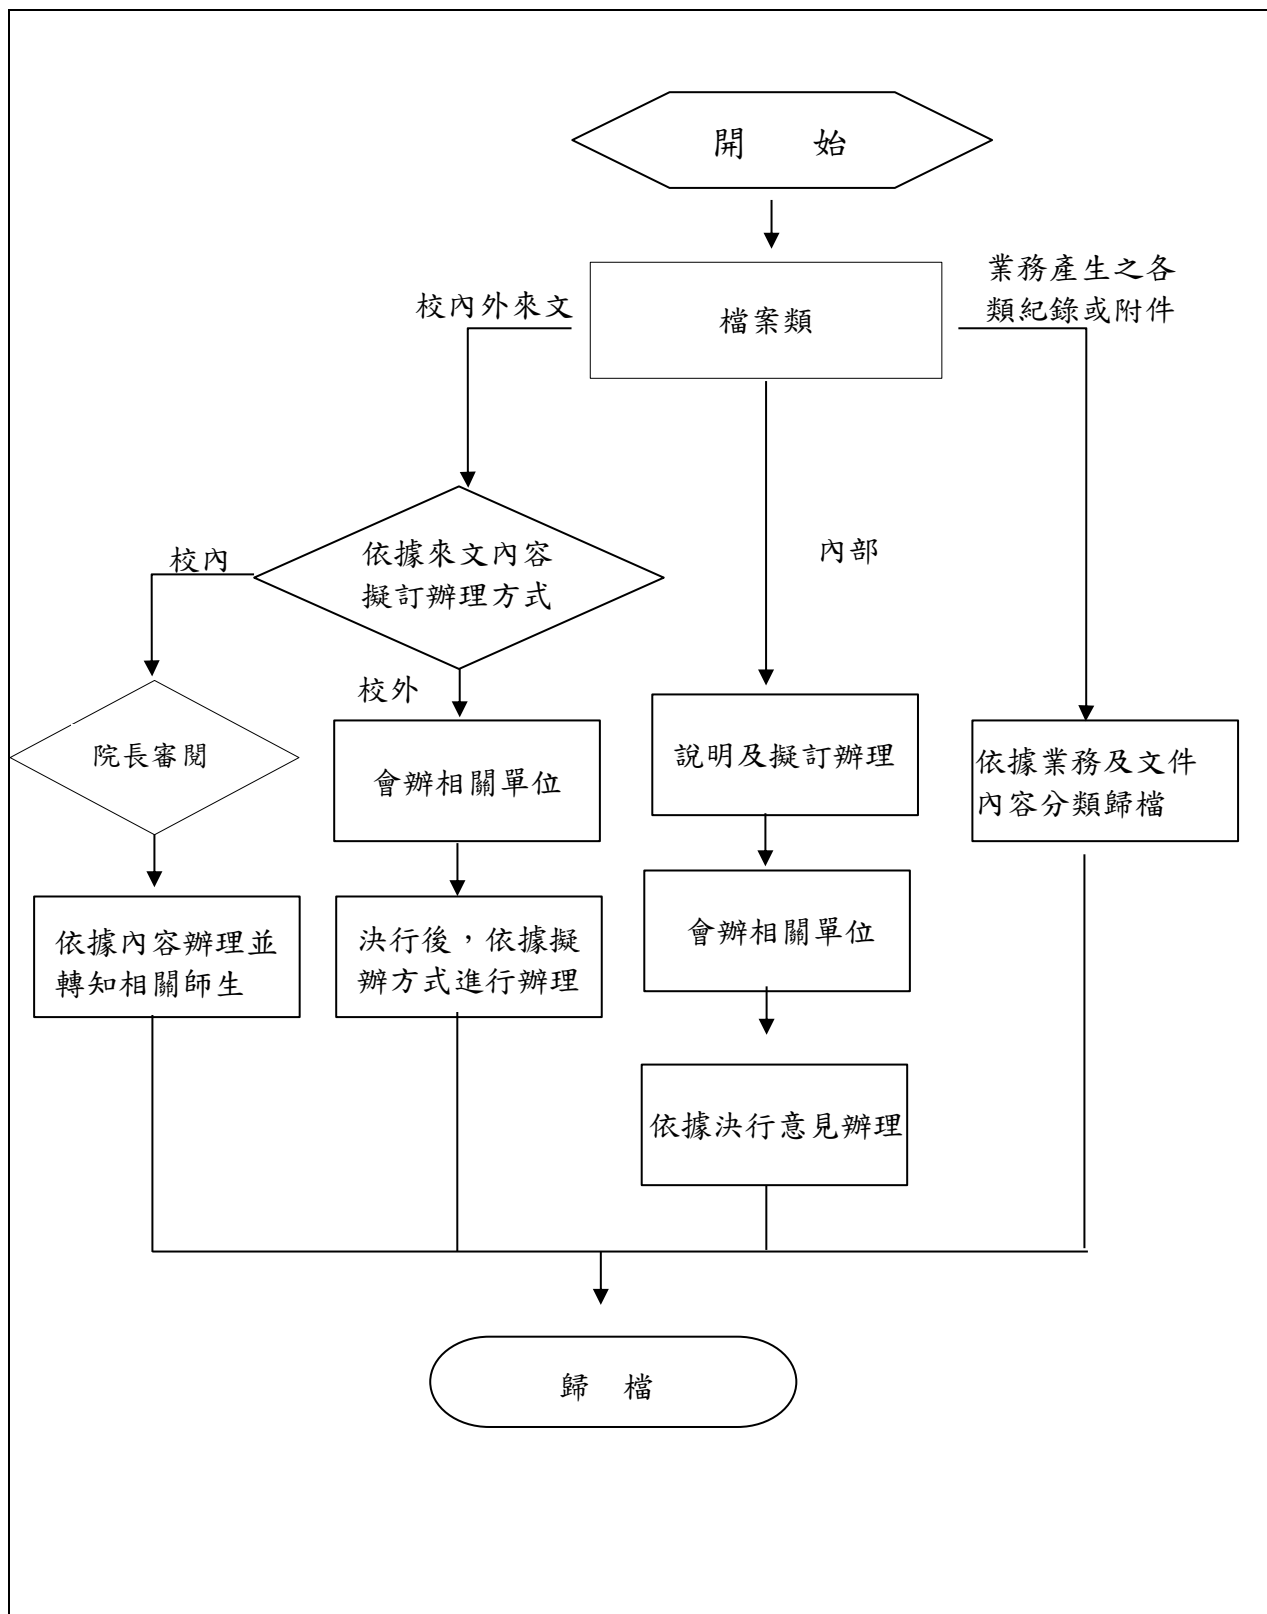 開 始
業務產生之各
類紀錄或附件
校內外來文
檔案類
依據來文內容
擬訂辦理方式
校內
內部
校外
院長審閱
會辦相關單位
說明及擬訂辦理
依據業務及文件
內容分類歸檔
依據內容辦理並
轉知相關師生
決行後，依據擬
辦方式進行辦理
會辦相關單位
依據決行意見辦理
歸 檔